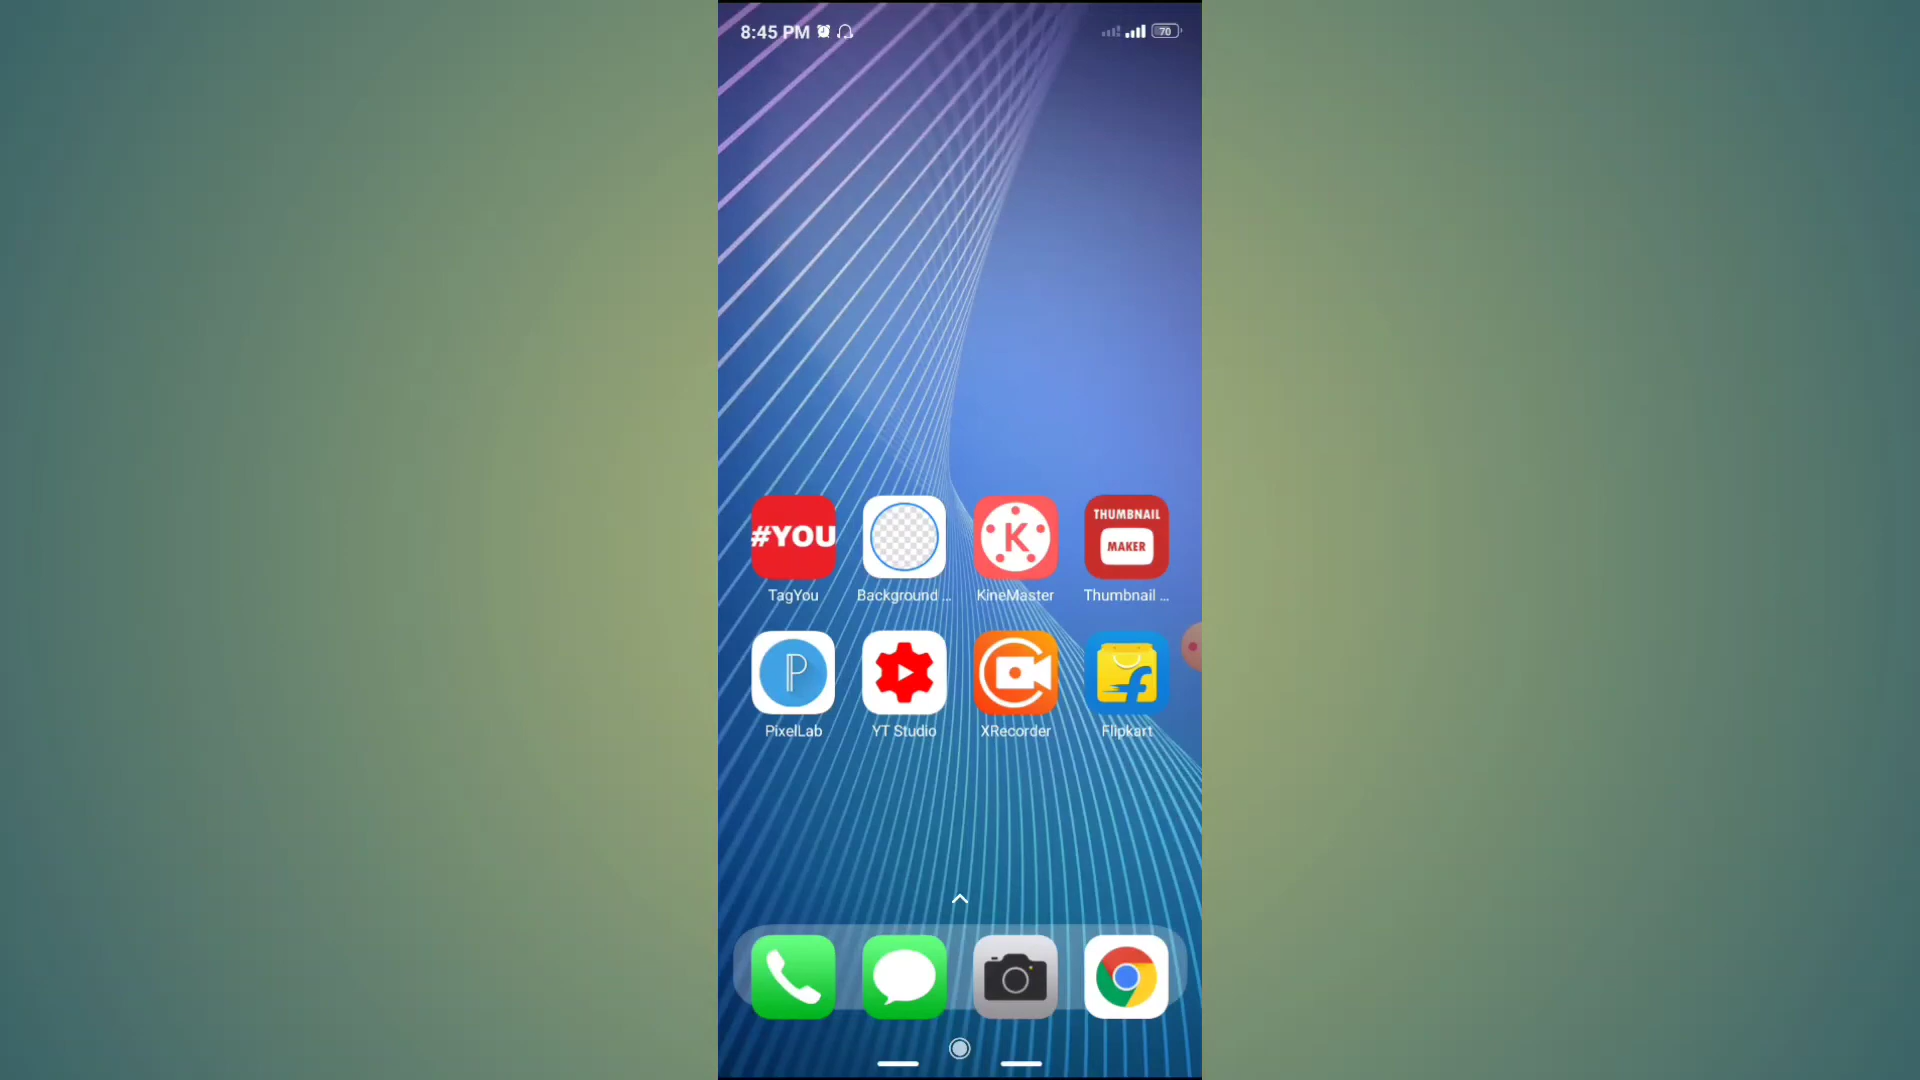 8:45 PM
70
#YOU
THUMBNAIL
MAKER
TagYou
Background ...
KineMaster
Thumbnail ...
PixelLab
YT Studio
XRecorder
Flipkart